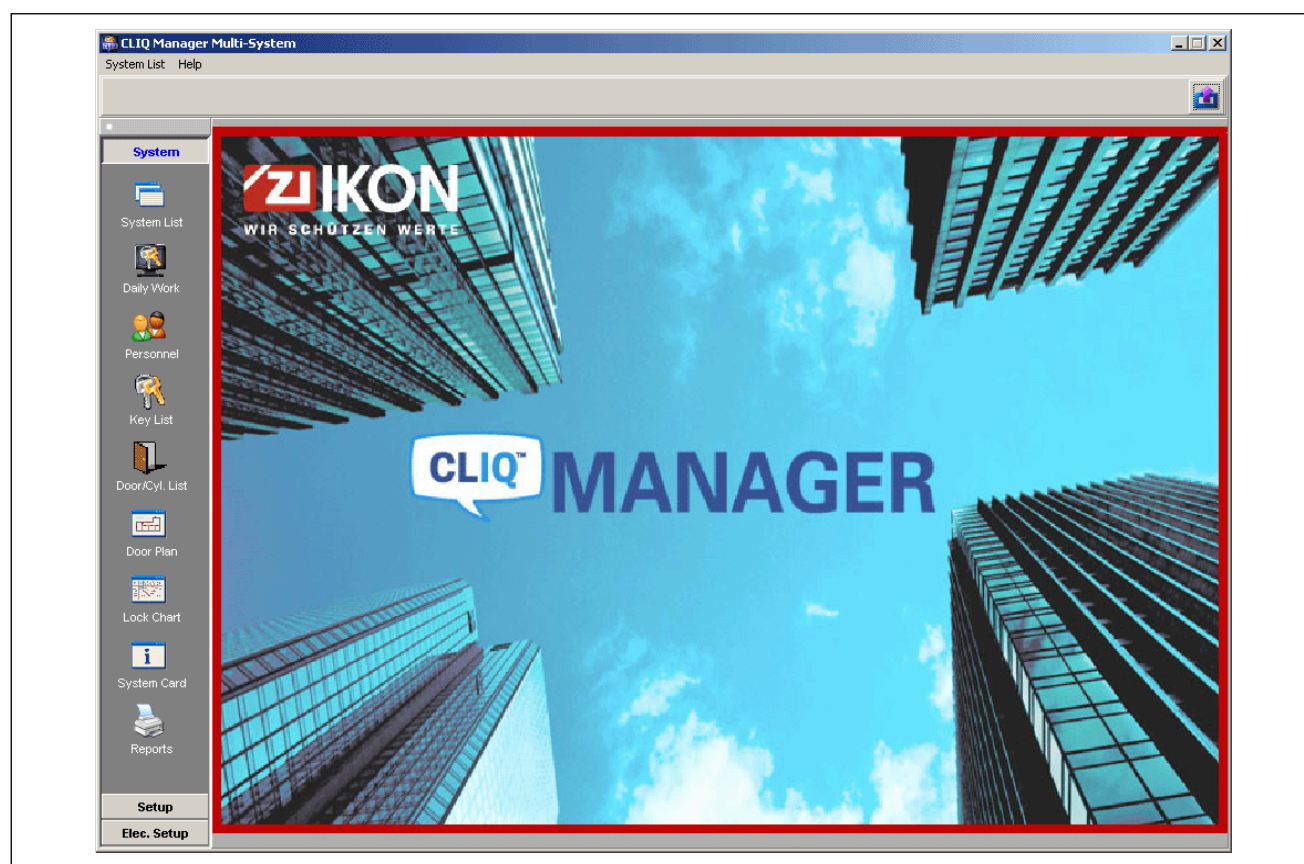 CLIQ Manager Multi-System
System List Help
System
System List
Daily Work
Personnel
Key List
Door/Cyl. List
Door Plan
Lock Chart
System Card
Reports
Setup
Elec. Setup
ZI IKON
WIR SCHÜTZEN WERTE
CLIQ™ MANAGER